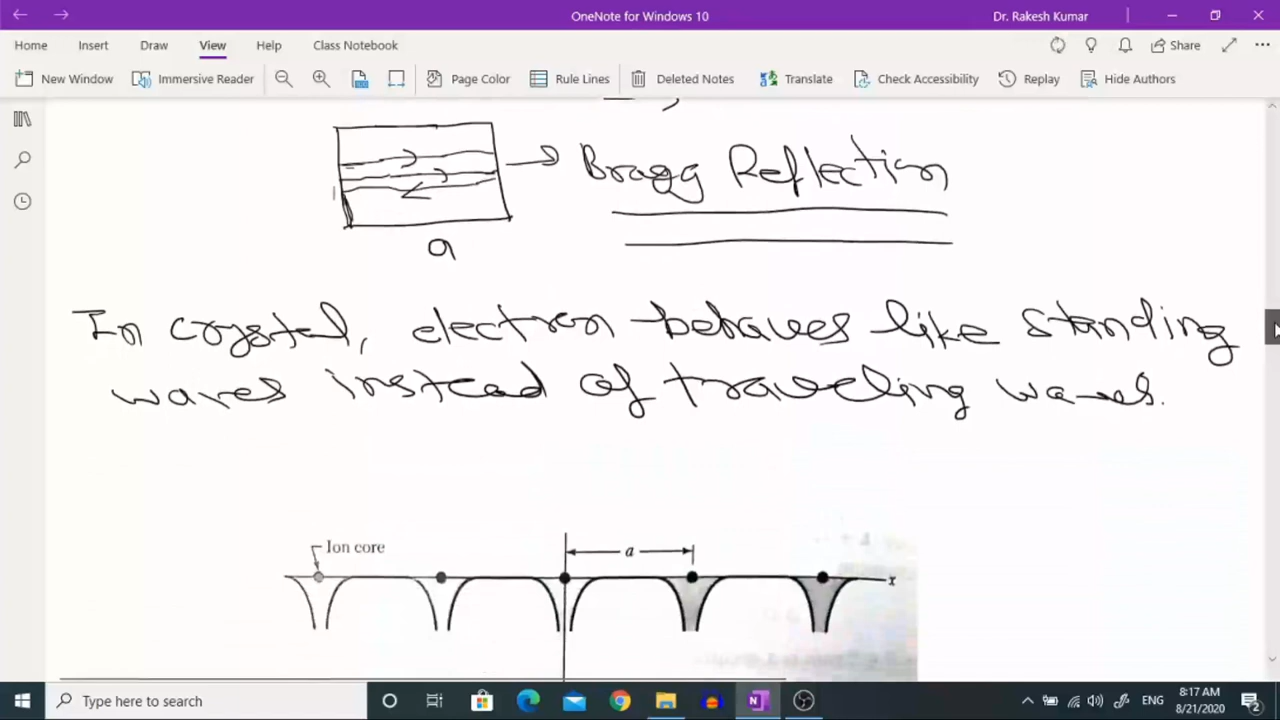 OneNote for Windows 10
Dr. Rakesh Kumar
Home Insert Draw View Help Class Notebook
Share
New Window Immersive Reader Page Color Rule Lines Deleted Notes Translate Check Accessibility Replay Hide Authors
Bragg Reflection
a
In crystal, electron behaves like standing
waves instead of traveling waves.
Ion core
a
x
Type here to search
ENG
8:17 AM
8/21/2020
2